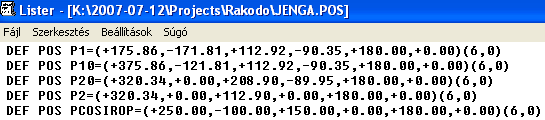 Lister - [K:\2007-07-12\Projects\Rakodo\JENGA.POS]
Fájl Szerkesztés Beállítások Súgó
DEF POS P1=(+175.86,-171.81,+112.92,-90.35,+180.00,+0.00)(6,0)
DEF POS P10=(+375.86,-121.81,+112.92,-90.35,+180.00,+0.00)(6,0)
DEF POS P20=(+320.34,+0.00,+208.90,-89.95,+180.00,+0.00)(6,0)
DEF POS P2=(+320.34,+0.00,+112.90,+0.00,+180.00,+0.00)(6,0)
DEF POS PCOSIROP=(+250.00,-100.00,+150.00,+0.00,+180.00,+0.00)(6,0)